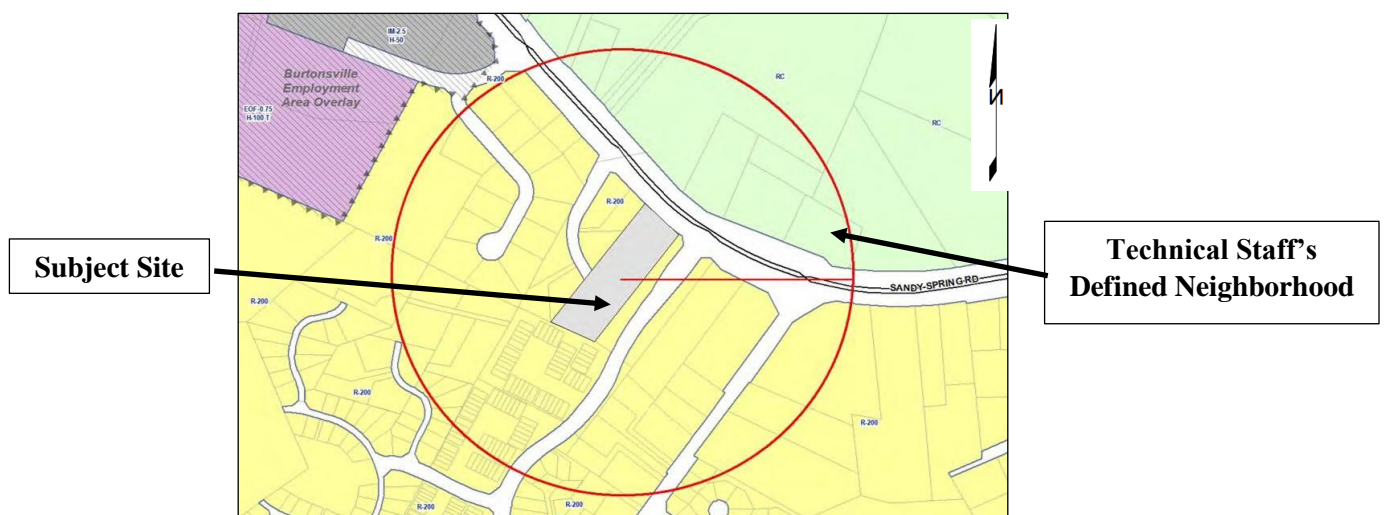 IM-2.5
H-50
R-200
RC
Burtonsville
Employment
Area Overlay
EOF-0.75
H-100 T
RC
N
R-200
R-200
Subject Site
Technical Staff's
Defined Neighborhood
SANDY-SPRING-RD
R-200
R-200
R-200
R-200
R-200